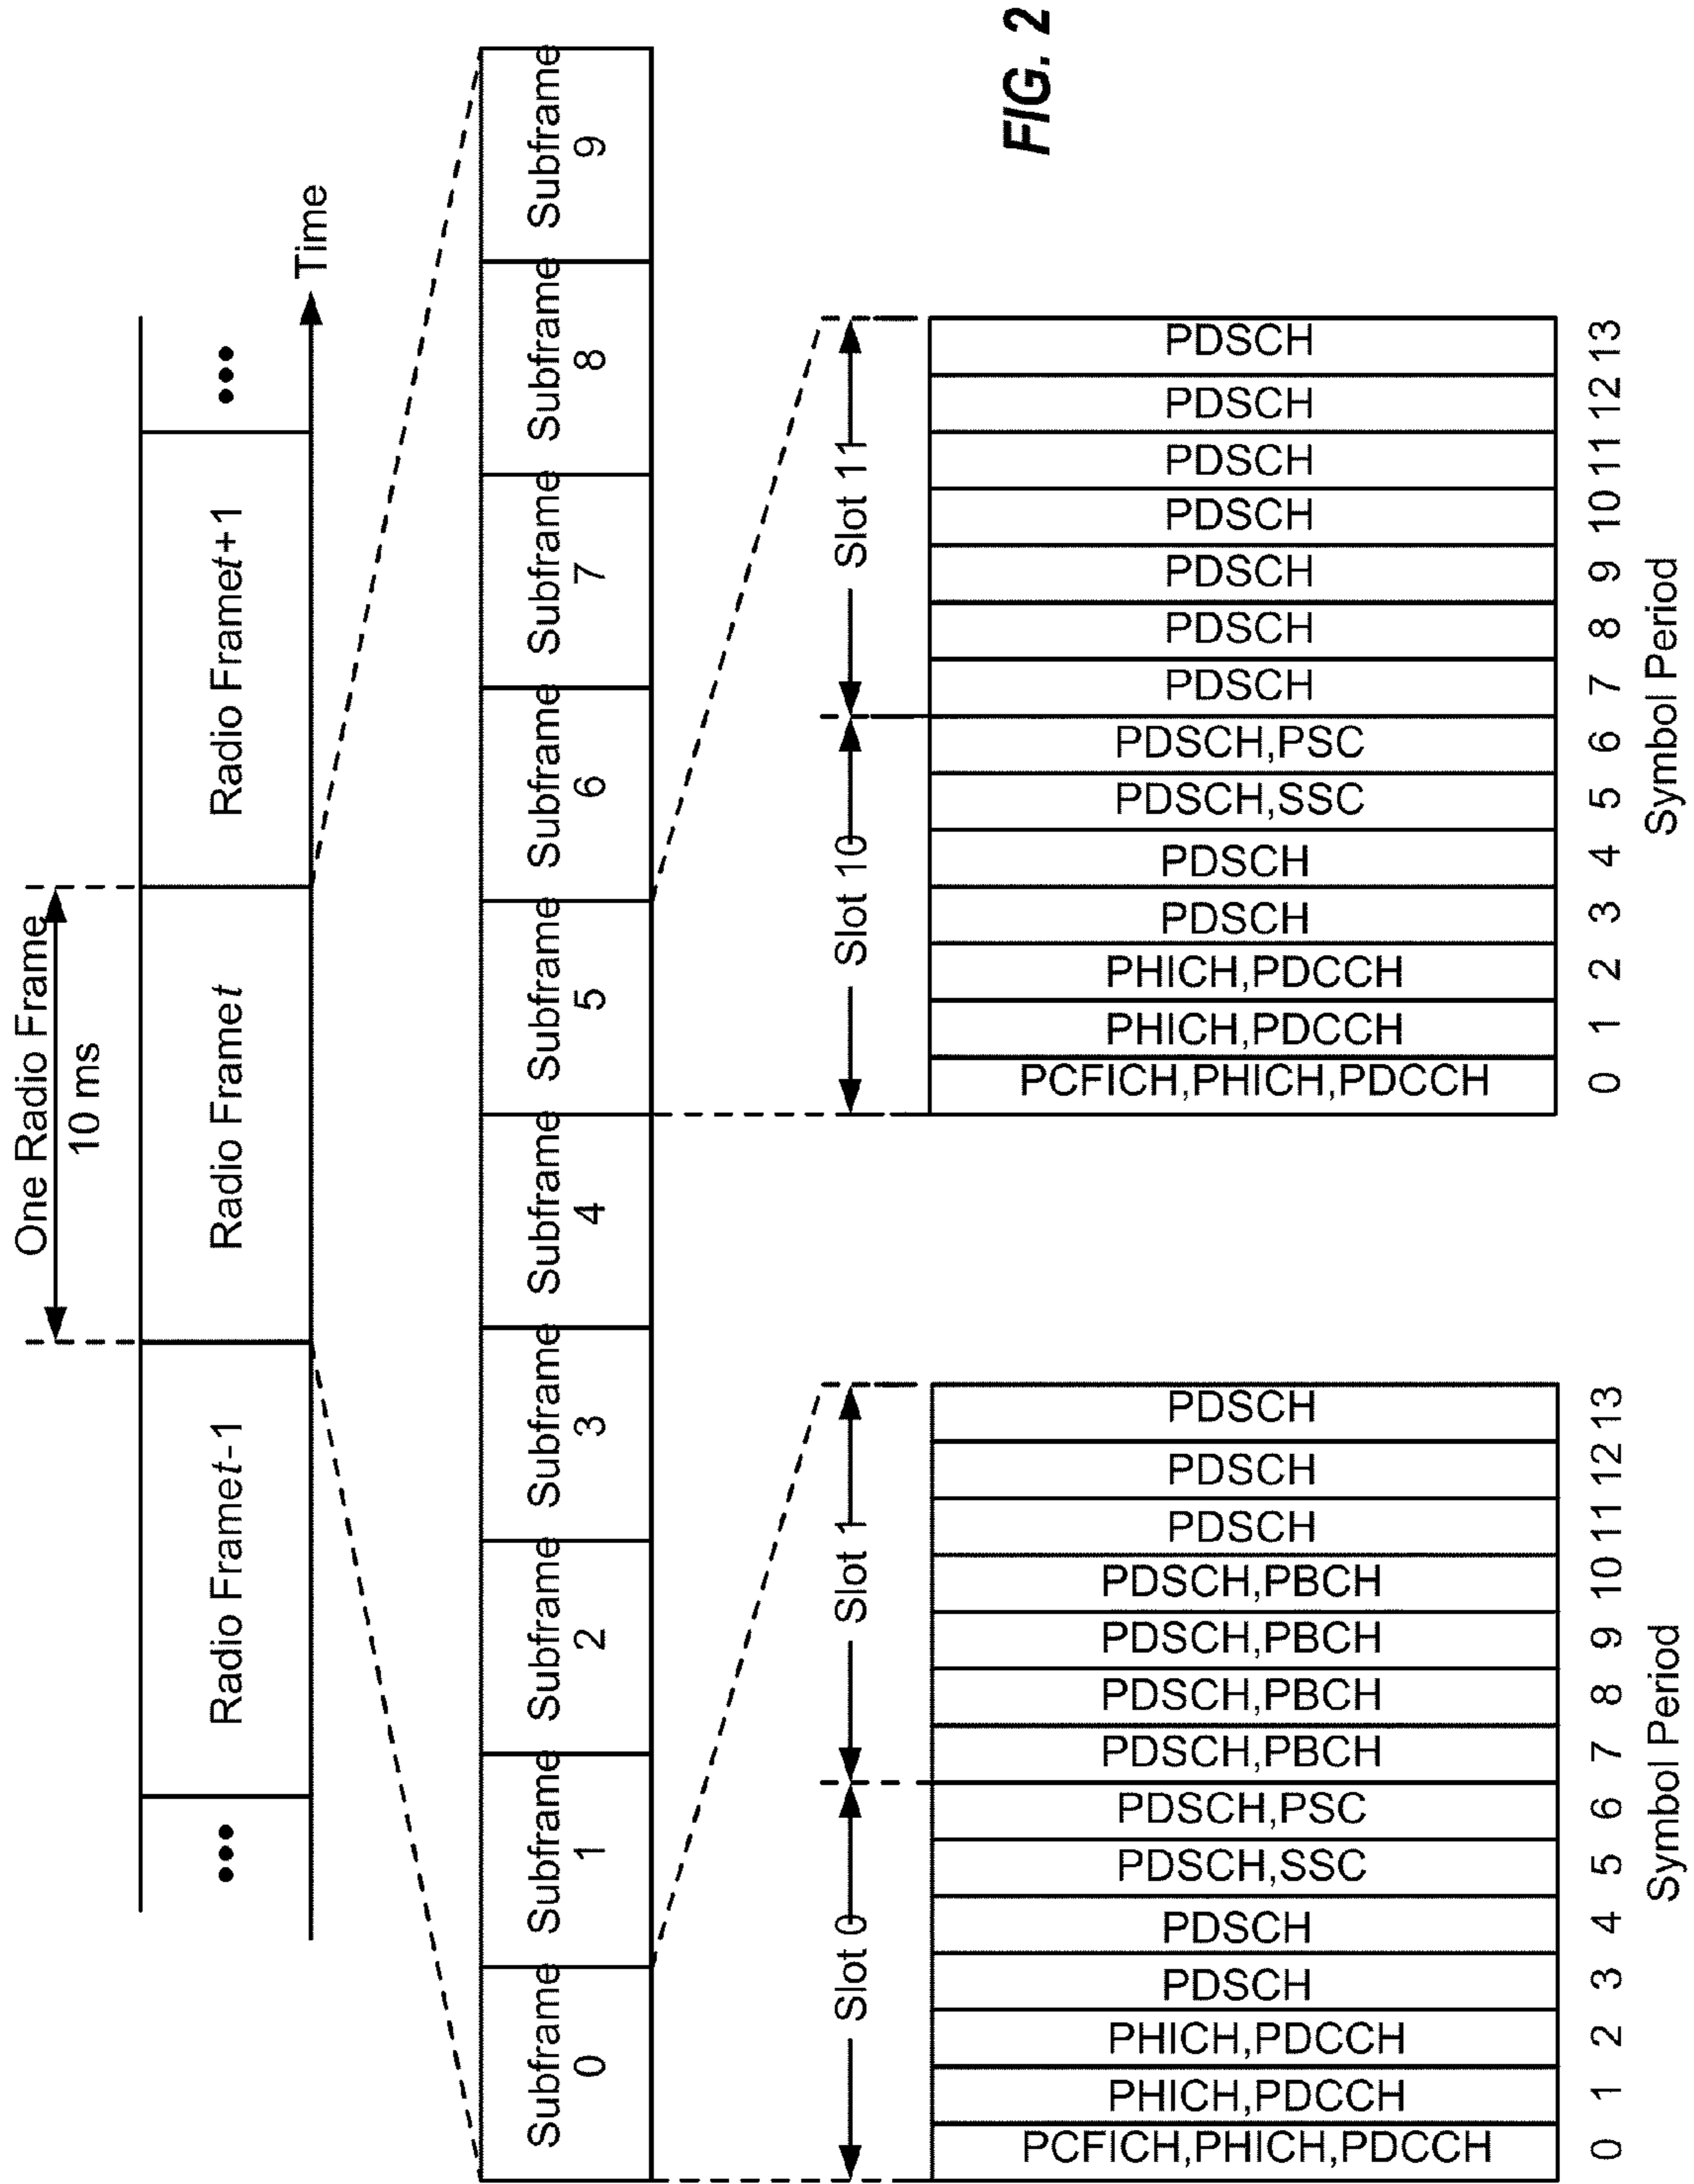 One Radio Frame
10 ms
•••
Radio Frame t-1
Radio Frame t
Radio Frame t+1
•••
Time
Subframe 0
Subframe 1
Subframe 2
Subframe 3
Subframe 4
Subframe 5
Subframe 6
Subframe 7
Subframe 8
Subframe 9
Slot 0
Slot 1
PCFICH,PHICH,PDCCH
PHICH,PDCCH
PHICH,PDCCH
PDSCH
PDSCH
PDSCH,SSC
PDSCH,PSC
PDSCH,PBCH
PDSCH,PBCH
PDSCH,PBCH
PDSCH,PBCH
PDSCH
PDSCH
PDSCH
0 1 2 3 4 5 6 7 8 9 10 11 12 13
Symbol Period
Slot 10
Slot 11
PCFICH,PHICH,PDCCH
PHICH,PDCCH
PHICH,PDCCH
PDSCH
PDSCH
PDSCH,SSC
PDSCH,PSC
PDSCH
PDSCH
PDSCH
PDSCH
PDSCH
PDSCH
PDSCH
0 1 2 3 4 5 6 7 8 9 10 11 12 13
Symbol Period
FIG. 2